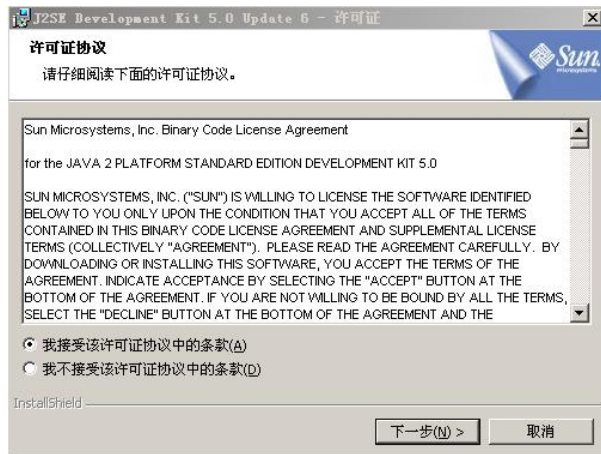 J2SE Development Kit 5.0 Update 6 - 许可证
许可证协议
请仔细阅读下面的许可证协议。
Sun
microsystems
Sun Microsystems, Inc. Binary Code License Agreement
for the JAVA 2 PLATFORM STANDARD EDITION DEVELOPMENT KIT 5.0
SUN MICROSYSTEMS, INC. ("SUN") IS WILLING TO LICENSE THE SOFTWARE IDENTIFIED
BELOW TO YOU ONLY UPON THE CONDITION THAT YOU ACCEPT ALL OF THE TERMS
CONTAINED IN THIS BINARY CODE LICENSE AGREEMENT AND SUPPLEMENTAL LICENSE
TERMS (COLLECTIVELY "AGREEMENT"). PLEASE READ THE AGREEMENT CAREFULLY. BY
DOWNLOADING OR INSTALLING THIS SOFTWARE, YOU ACCEPT THE TERMS OF THE
AGREEMENT. INDICATE ACCEPTANCE BY SELECTING THE "ACCEPT" BUTTON AT THE
BOTTOM OF THE AGREEMENT. IF YOU ARE NOT WILLING TO BE BOUND BY ALL THE TERMS,
SELECT THE "DECLINE" BUTTON AT THE BOTTOM OF THE AGREEMENT AND THE
我接受该许可证协议中的条款(A)
我不接受该许可证协议中的条款(D)
InstallShield
下一步(N) >
取消